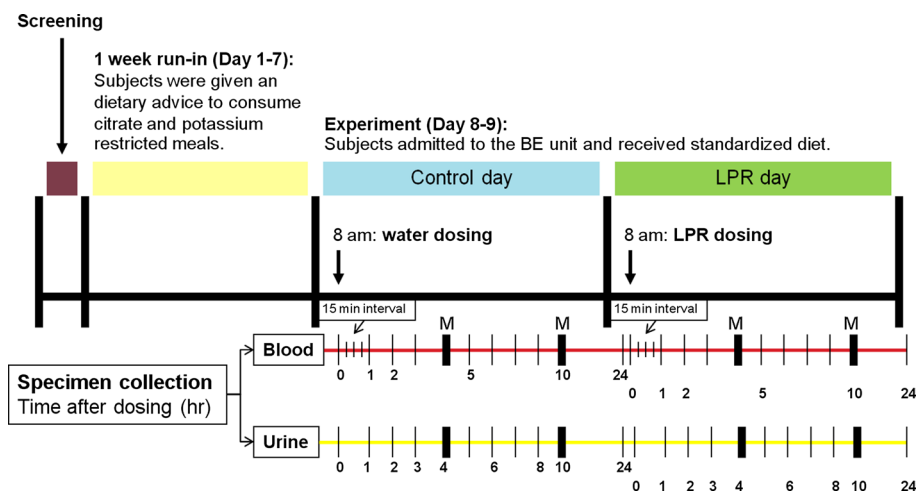 Screening
1 week run-in (Day 1-7):
Subjects were given an
dietary advice to consume
citrate and potassium
restricted meals.
Experiment (Day 8-9):
Subjects admitted to the BE unit and received standardized diet.
Control day
LPR day
8 am: water dosing
8 am: LPR dosing
15 min interval
15 min interval
M M M M
Blood
0 1 2 5 10 24
0 1 2 5 10 24
Specimen collection
Time after dosing (hr)
Urine
0 1 2 3 4 6 8 10 24
0 1 2 3 4 6 8 10 24